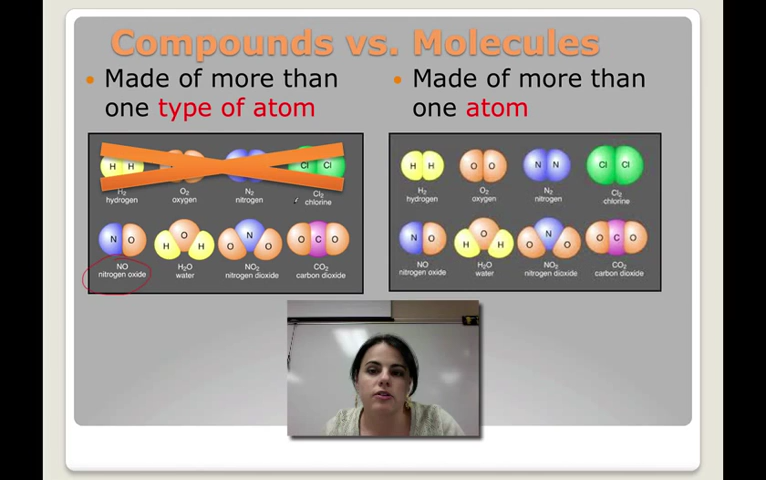 Compounds vs. Molecules
• Made of more than
one type of atom
H H
Cl Cl
H₂
hydrogen
O₂
oxygen
N₂
nitrogen
Cl₂
chlorine
N O
H O H
O N O
O C O
NO
nitrogen oxide
H₂O
water
NO₂
nitrogen dioxide
CO₂
carbon dioxide
• Made of more than
one atom
H H
O O
N N
Cl Cl
H₂
hydrogen
O₂
oxygen
N₂
nitrogen
Cl₂
chlorine
N O
H O H
O N O
O C O
NO
nitrogen oxide
H₂O
water
NO₂
nitrogen dioxide
CO₂
carbon dioxide